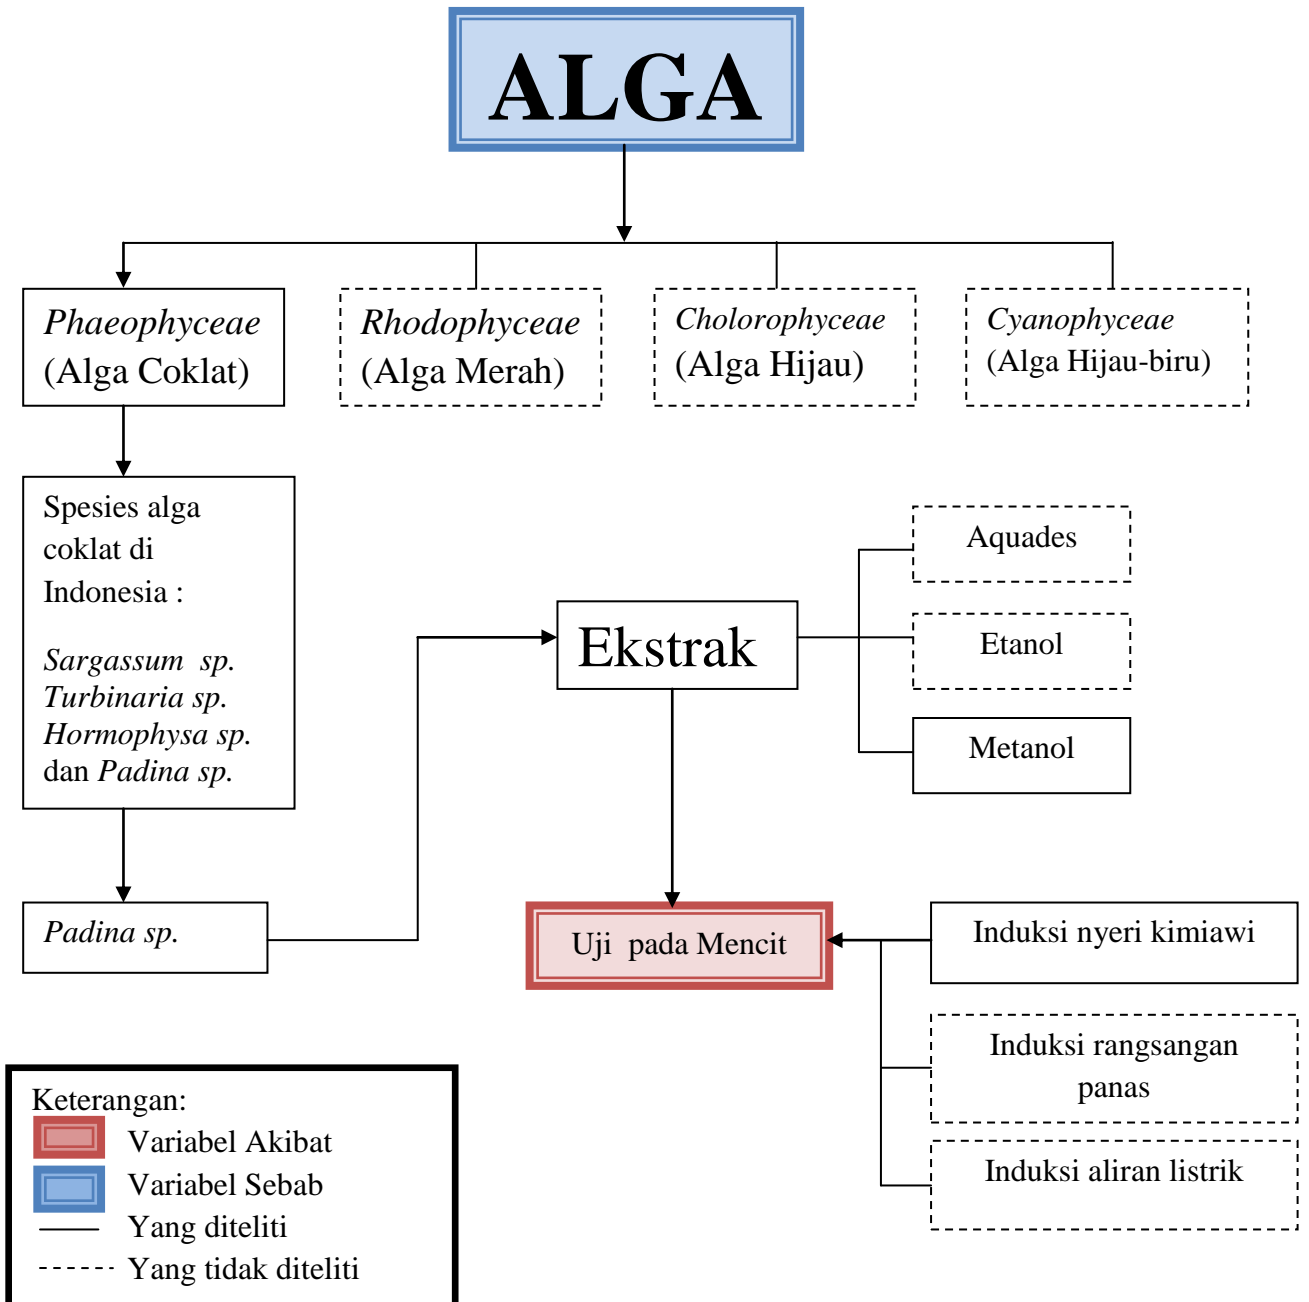 ALGA
Phaeophyceae
(Alga Coklat)
Rhodophyceae
(Alga Merah)
Cholorophyceae
(Alga Hijau)
Cyanophyceae
(Alga Hijau-biru)
Spesies alga
coklat di
Indonesia :
Sargassum sp.
Turbinaria sp.
Hormophysa sp.
dan Padina sp.
Padina sp.
Ekstrak
Aquades
Etanol
Metanol
Uji pada Mencit
Induksi nyeri kimiawi
Induksi rangsangan
panas
Induksi aliran listrik
Keterangan:
Variabel Akibat
Variabel Sebab
Yang diteliti
Yang tidak diteliti